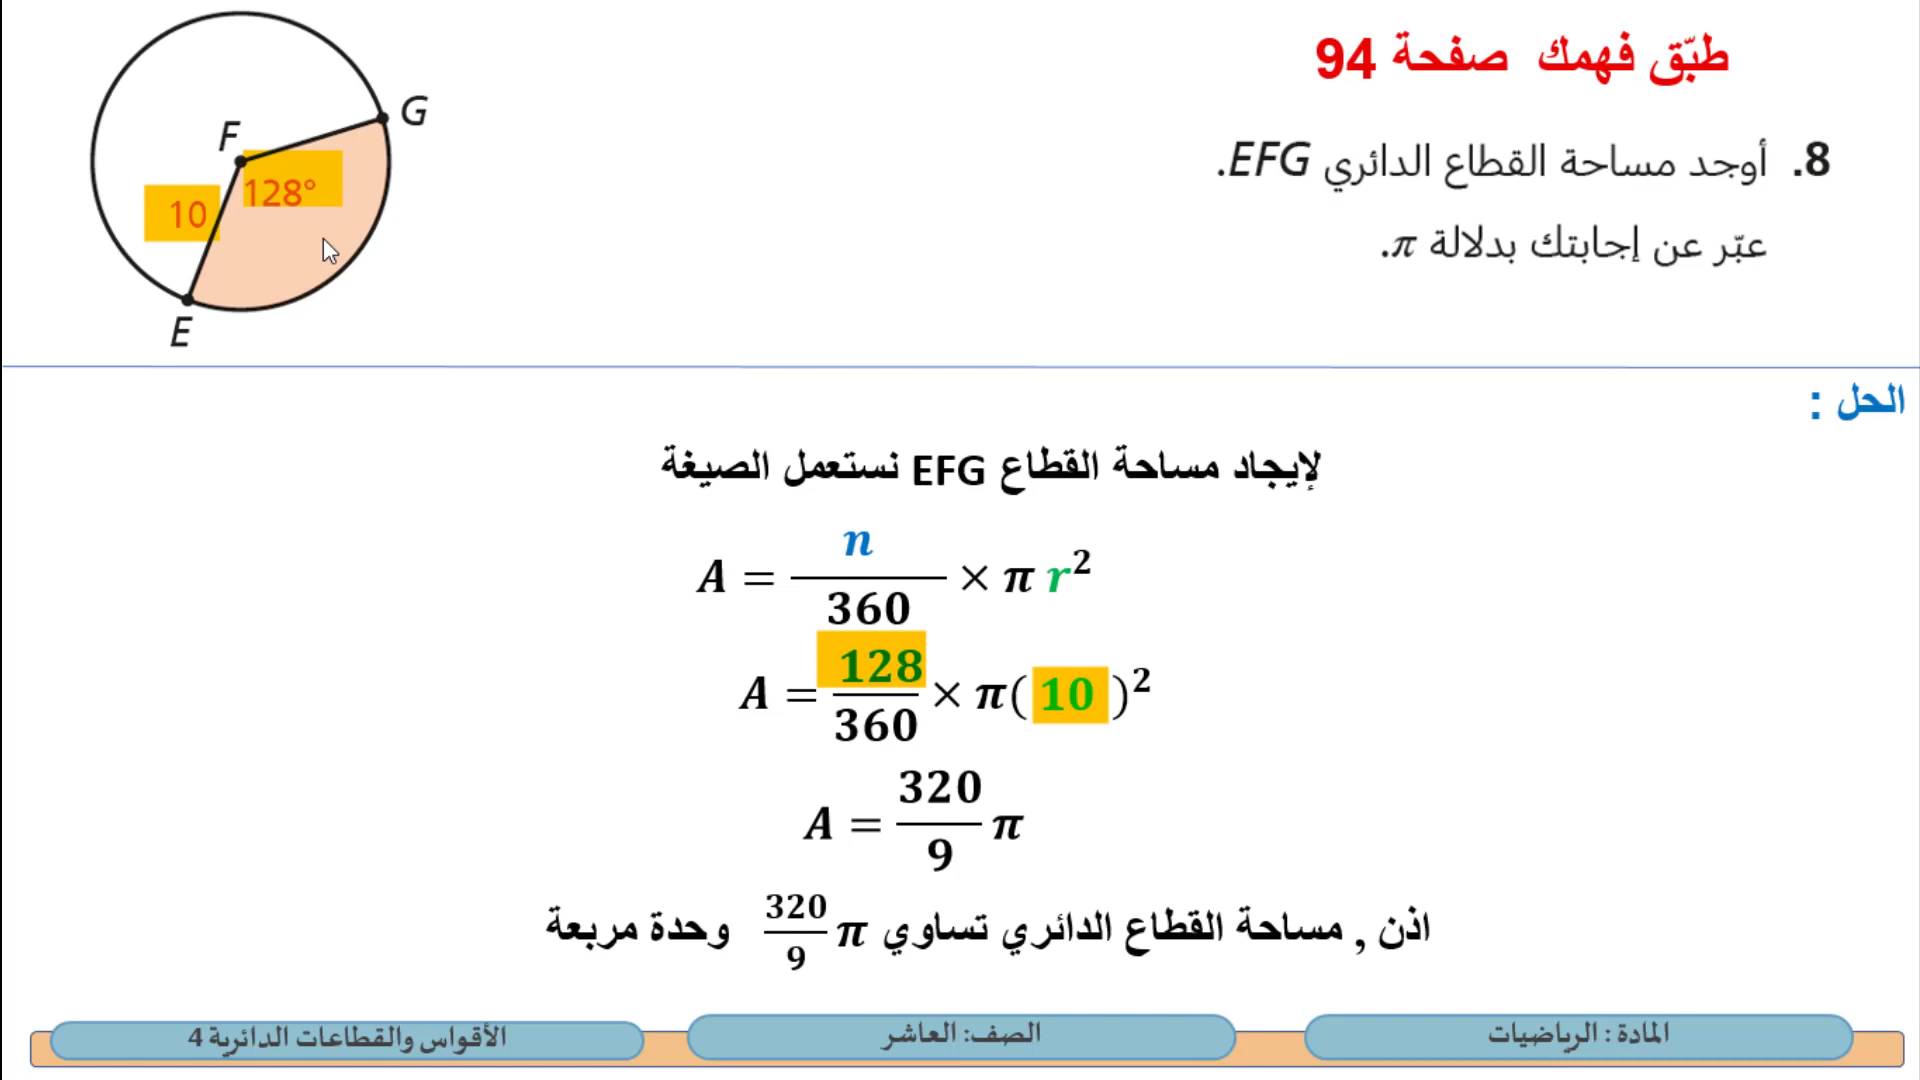 طبّق فهمك صفحة 94
8. أوجد مساحة القطاع الدائري EFG.
عبّر عن إجابتك بدلالة π.
G
F
128°
10
E
الحل :
لإيجاد مساحة القطاع EFG نستعمل الصيغة
A = n/360 × π r²
A = 128/360 × π(10)²
A = 320/9 π
اذن , مساحة القطاع الدائري تساوي 320/9 π وحدة مربعة
المادة : الرياضيات
الصف: العاشر
الأقواس والقطاعات الدائرية 4